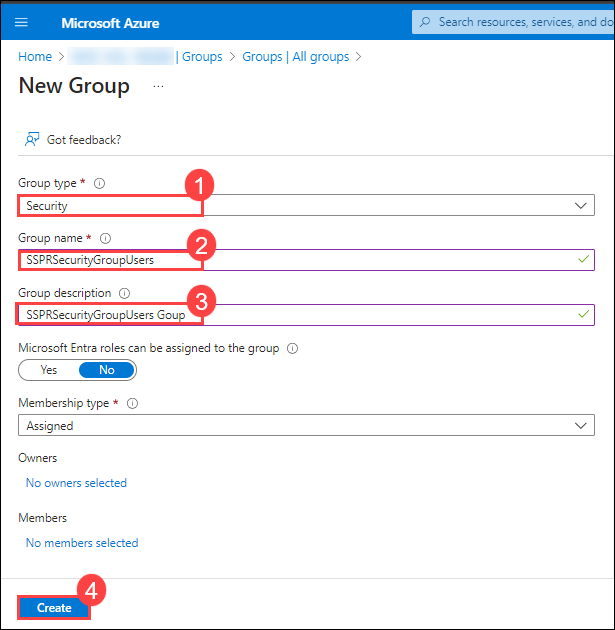 Microsoft Azure
Search resources, services, and do
Home > | Groups > Groups | All groups >
New Group ...
Got feedback?
Group type *
1
Security
Group name *
2
SSPRSecurityGroupUsers
Group description
3
SSPRSecurityGroupUsers Goup
Microsoft Entra roles can be assigned to the group
Yes No
Membership type *
Assigned
Owners
No owners selected
Members
No members selected
4
Create